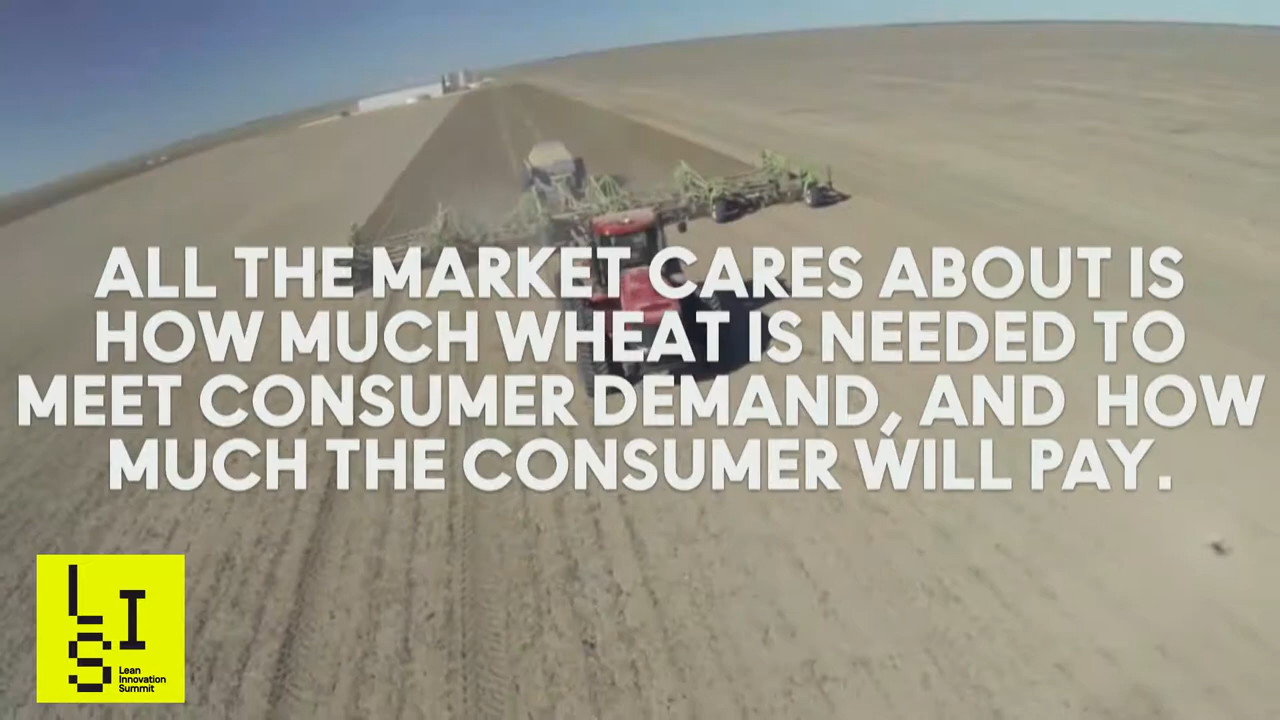 ALL THE MARKET CARES ABOUT IS
HOW MUCH WHEAT IS NEEDED TO
MEET CONSUMER DEMAND, AND HOW
MUCH THE CONSUMER WILL PAY.
LIS
Lean
Innovation
Summit